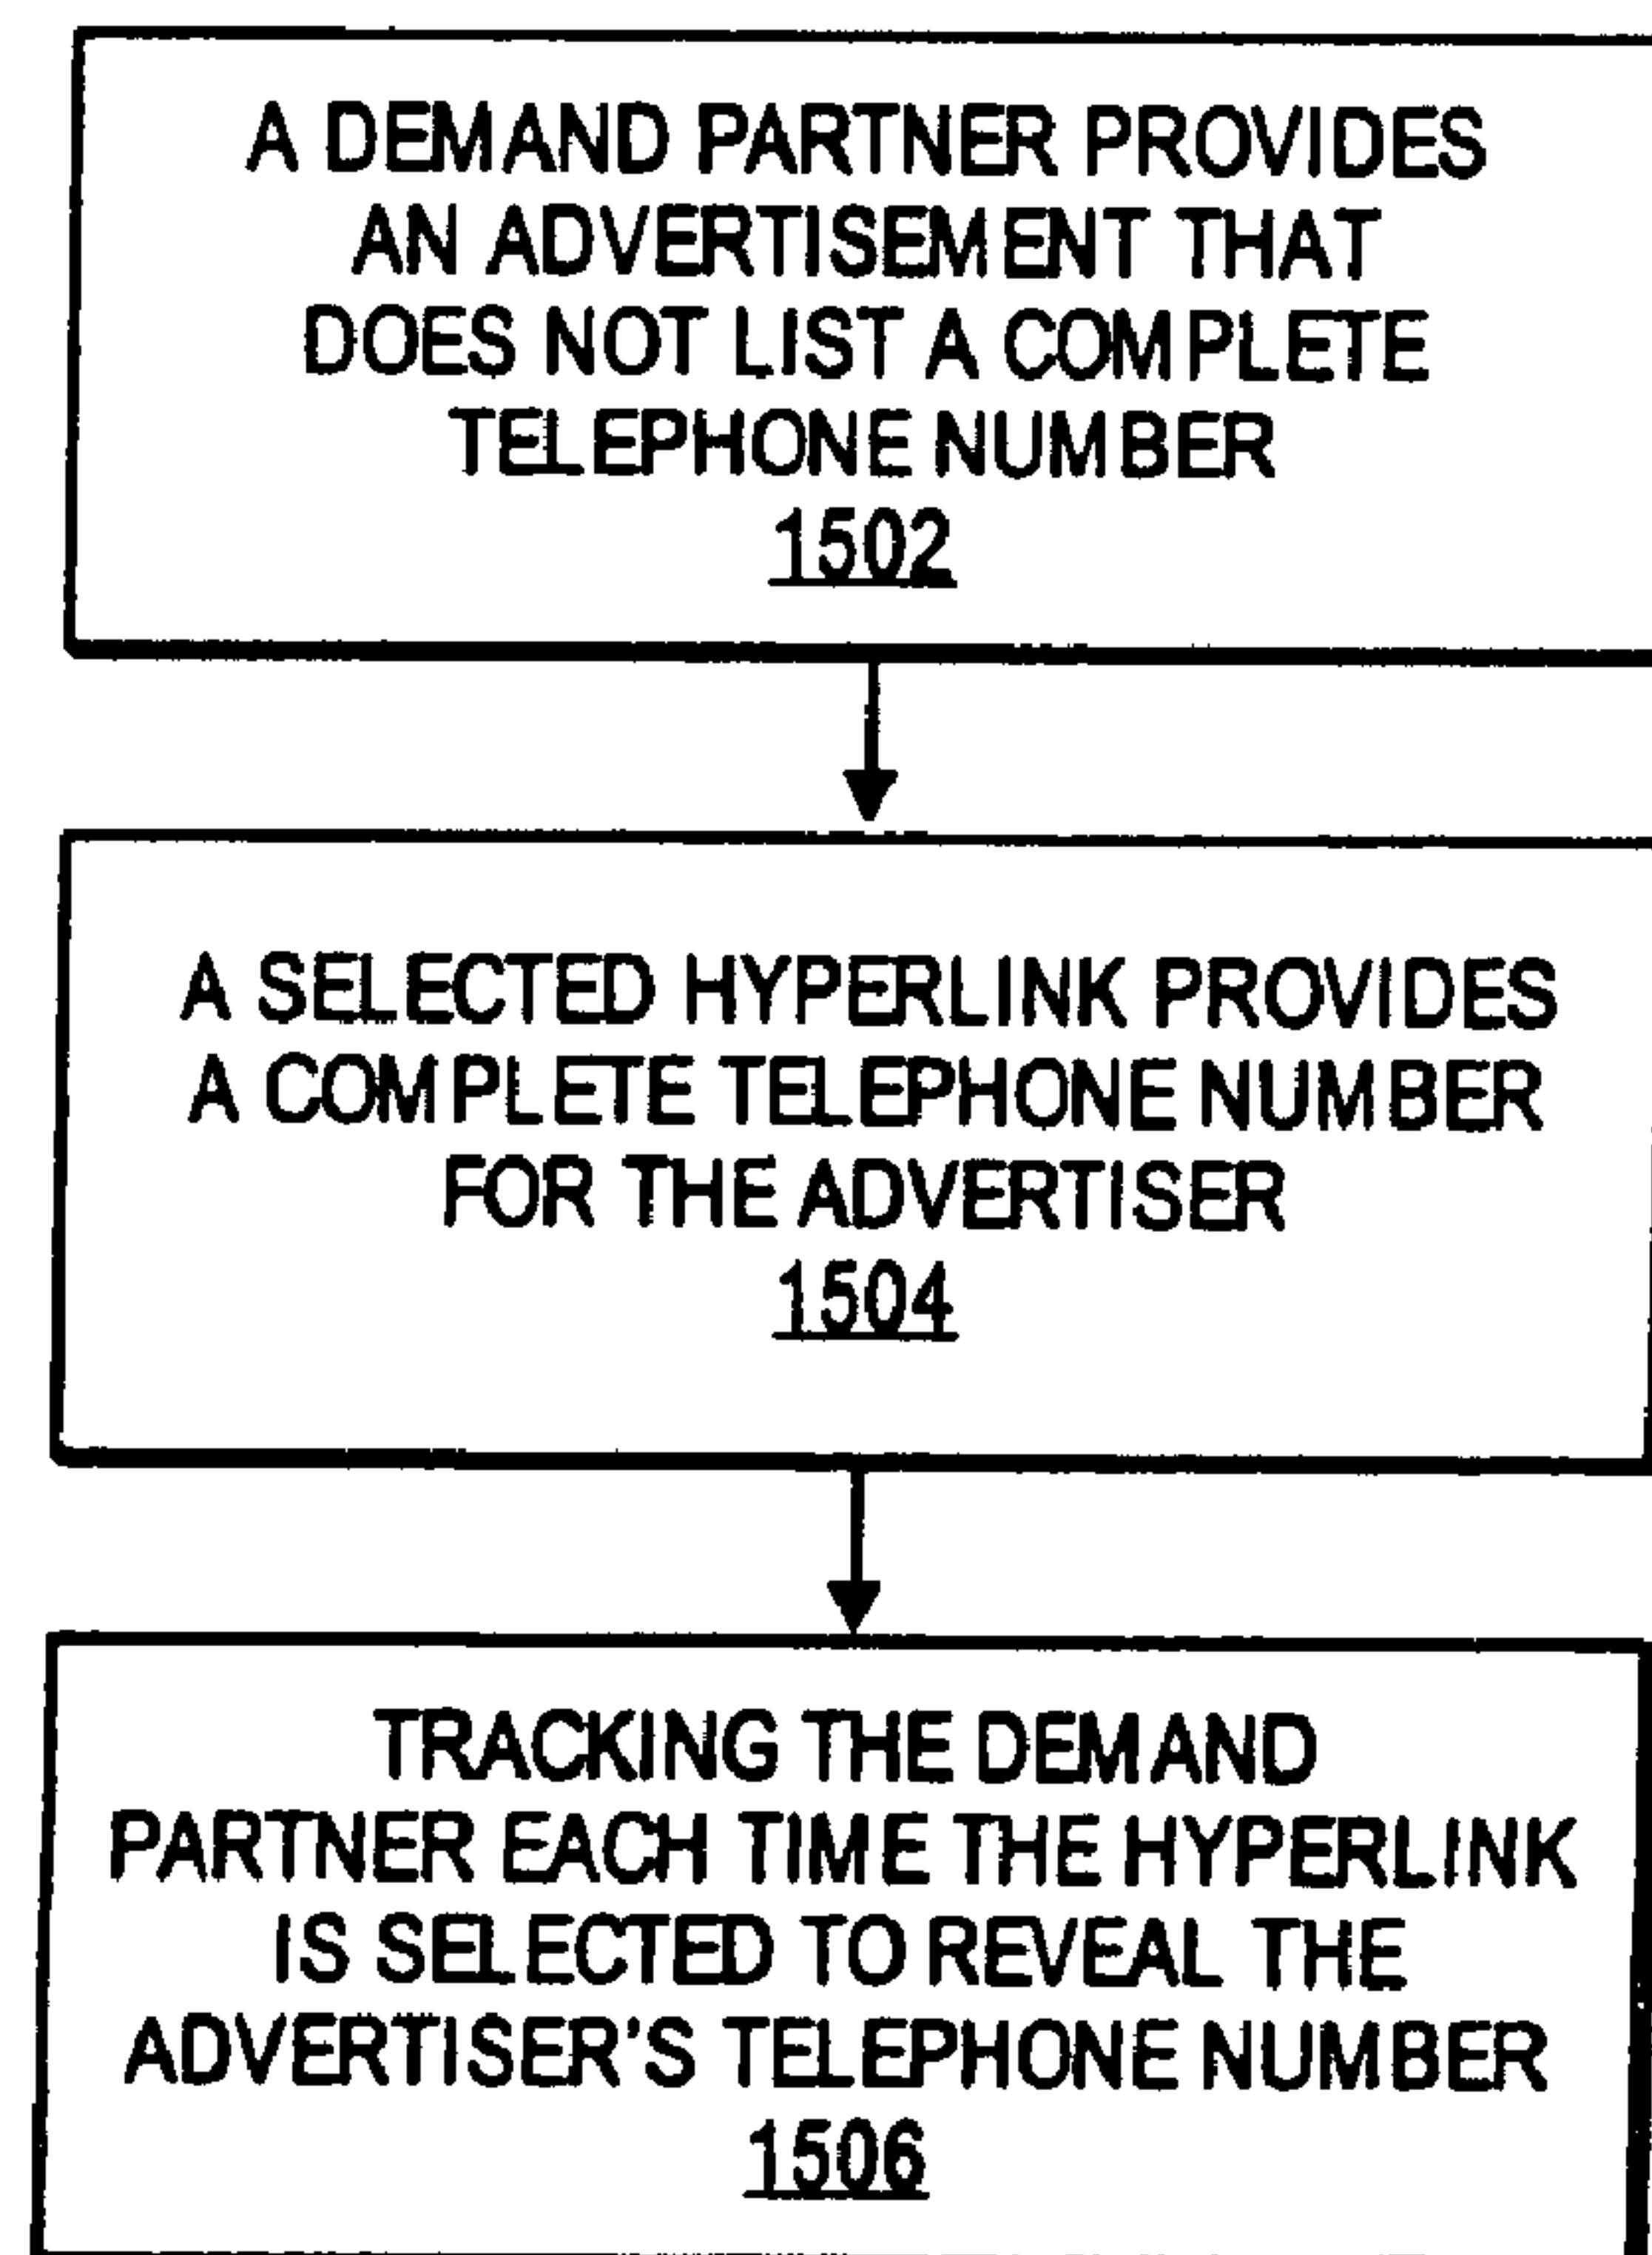 A DEMAND PARTNER PROVIDES
AN ADVERTISEMENT THAT
DOES NOT LIST A COMPLETE
TELEPHONE NUMBER
1502
A SELECTED HYPERLINK PROVIDES
A COMPLETE TELEPHONE NUMBER
FOR THE ADVERTISER
1504
TRACKING THE DEMAND
PARTNER EACH TIME THE HYPERLINK
IS SELECTED TO REVEAL THE
ADVERTISER'S TELEPHONE NUMBER
1506